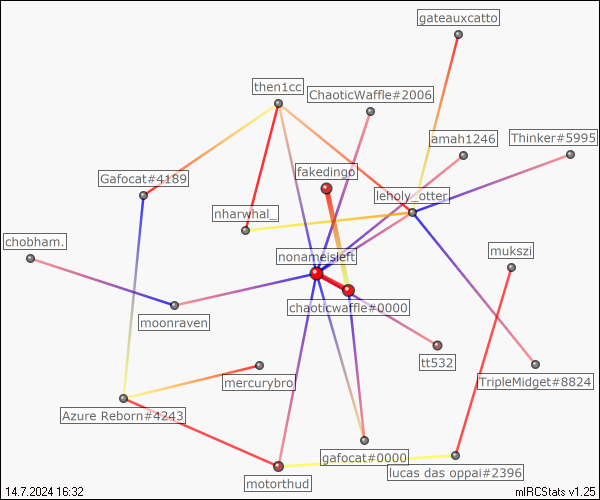 gateauxcatto
then1cc
ChaoticWaffle#2006
amah1246
Thinker#5995
fakedingo
Gafocat#4189
leholy_otter
nharwhal_
chobham.
nonameisleft
mukszi
chaoticwaffle#0000
moonraven
tt532
mercurybro
TripleMidget#8824
Azure Reborn#4243
gafocat#0000
lucas das oppai#2396
motorthud
14.7.2024 16:32
mIRCStats v1.25